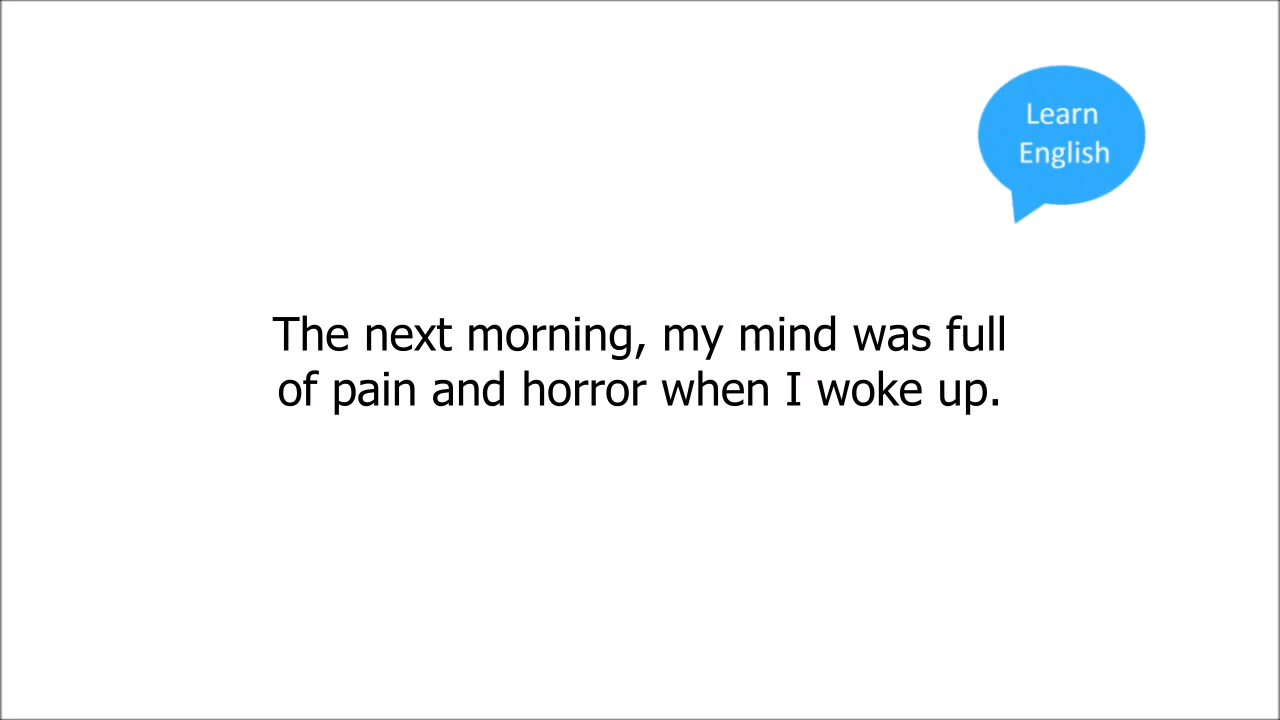 Learn
English
The next morning, my mind was full
of pain and horror when I woke up.